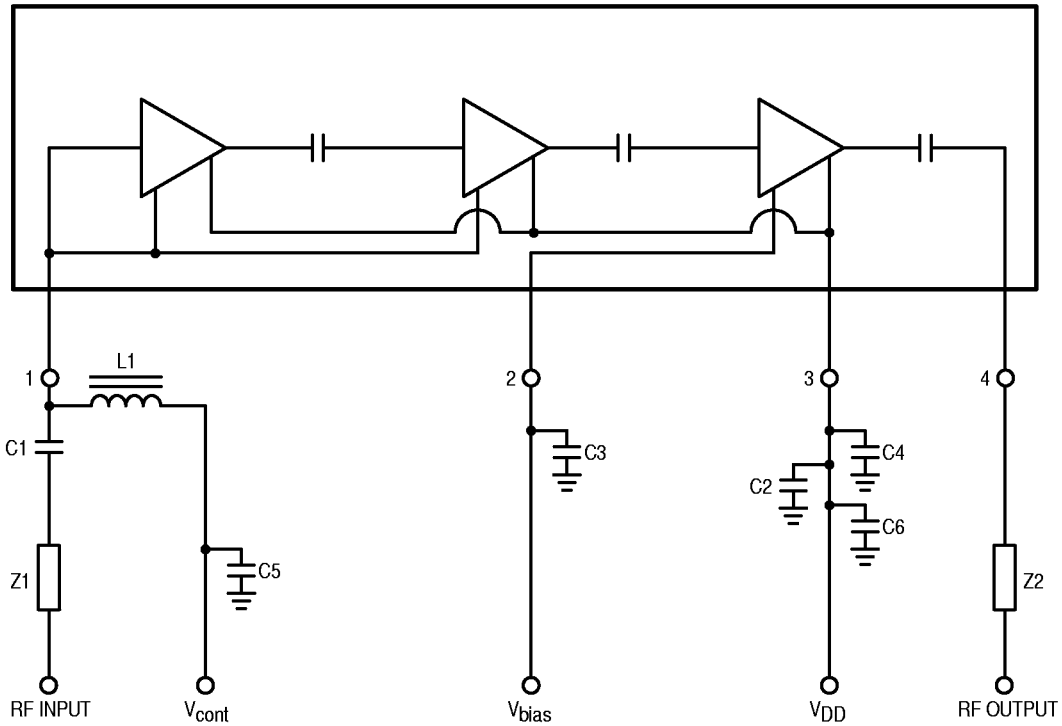 L1
1
2
3
4
C1
C3
C4
C2
C6
Z1
C5
Z2
RF INPUT
Vcont
Vbias
VDD
RF OUTPUT